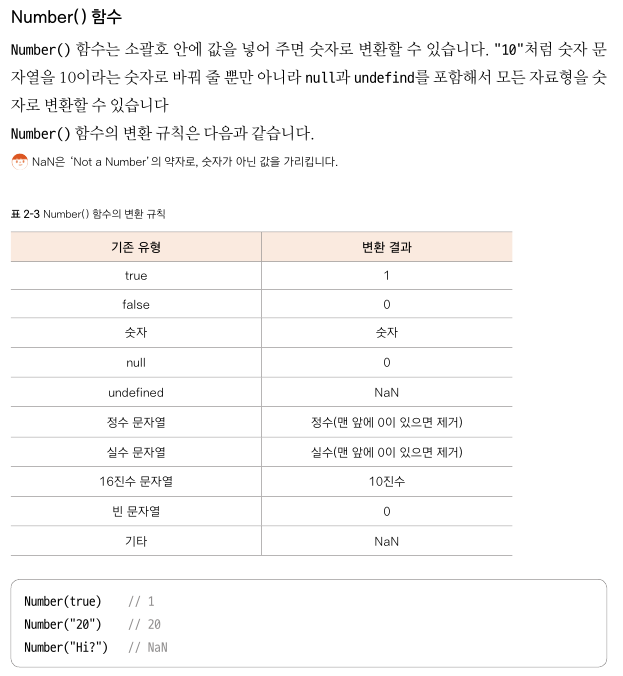 Number() 함수
Number() 함수는 소괄호 안에 값을 넣어 주면 숫자로 변환할 수 있습니다. "10"처럼 숫자 문
자열을 10이라는 숫자로 바꿔 줄 뿐만 아니라 null과 undefind를 포함해서 모든 자료형을 숫
자로 변환할 수 있습니다
Number() 함수의 변환 규칙은 다음과 같습니다.
NaN은 ‘Not a Number’의 약자로, 숫자가 아닌 값을 가리킵니다.
표 2-3 Number() 함수의 변환 규칙
기존 유형 변환 결과
true 1
false 0
숫자 숫자
null 0
undefined NaN
정수 문자열 정수(맨 앞에 0이 있으면 제거)
실수 문자열 실수(맨 앞에 0이 있으면 제거)
16진수 문자열 10진수
빈 문자열 0
기타 NaN
Number(true) // 1
Number("20") // 20
Number("Hi?") // NaN